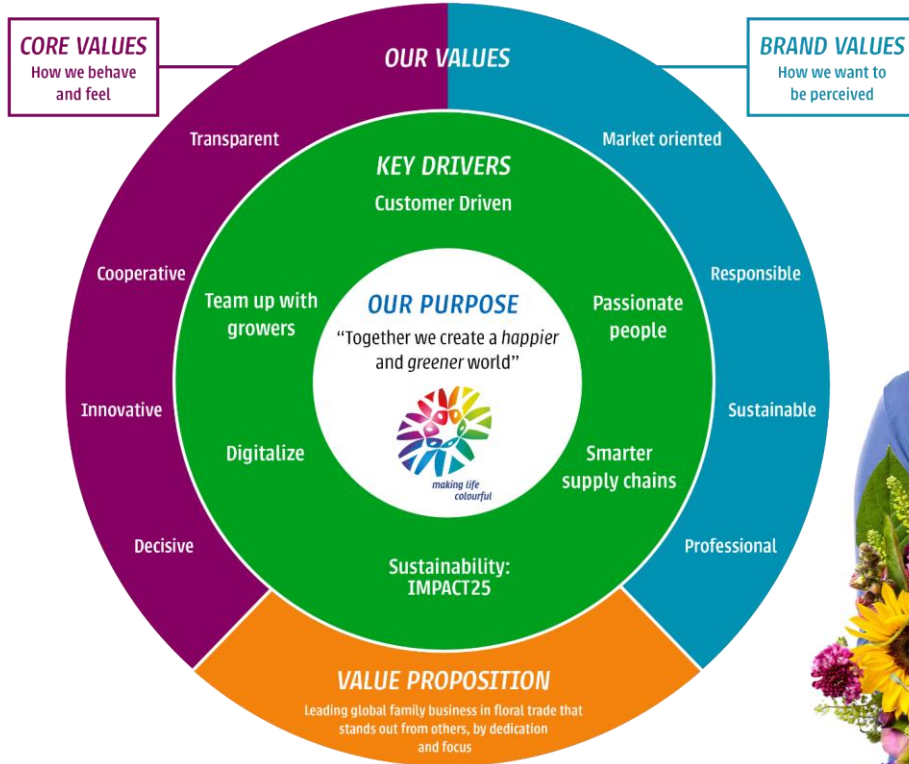 CORE VALUES
How we behave
and feel
OUR VALUES
BRAND VALUES
How we want to
be perceived
Transparent
Cooperative
Innovative
Decisive
Market oriented
Responsible
Sustainable
Professional
KEY DRIVERS
Customer Driven
Team up with
growers
Passionate
people
Digitalize
Smarter
supply chains
Sustainability:
IMPACT25
OUR PURPOSE
“Together we create a happier
and greener world”
making life
colourful
VALUE PROPOSITION
Leading global family business in floral trade that
stands out from others, by dedication
and focus